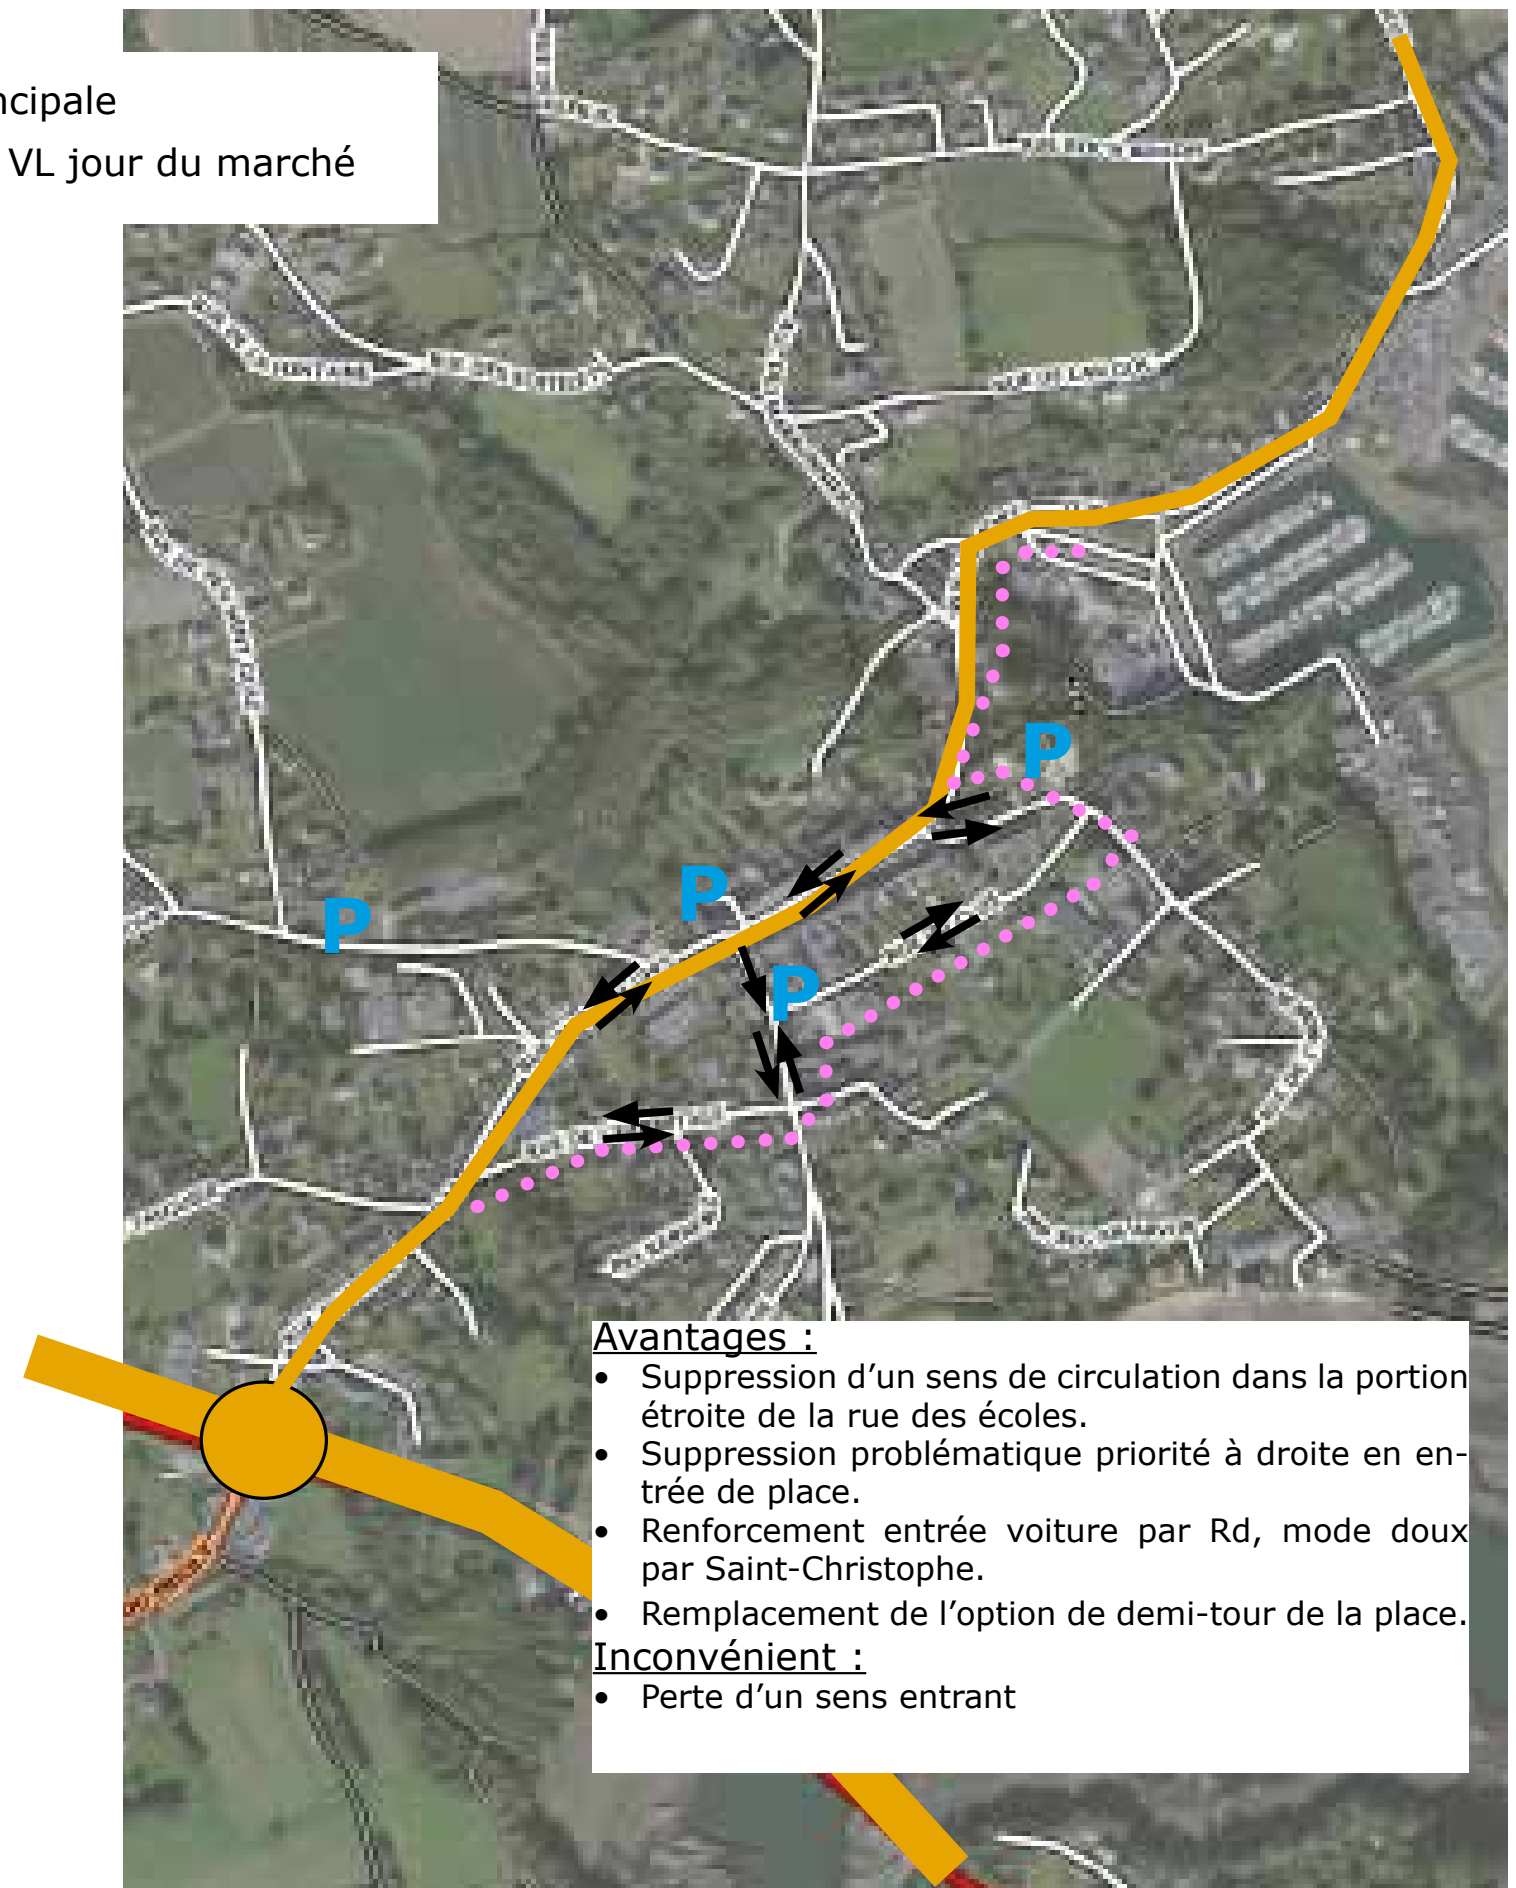 ncipale
VL jour du marché
P
P
P
P
Avantages :
• Suppression d’un sens de circulation dans la portion
étroite de la rue des écoles.
• Suppression problématique priorité à droite en en-
trée de place.
• Renforcement entrée voiture par Rd, mode doux
par Saint-Christophe.
• Remplacement de l’option de demi-tour de la place.
Inconvénient :
• Perte d’un sens entrant